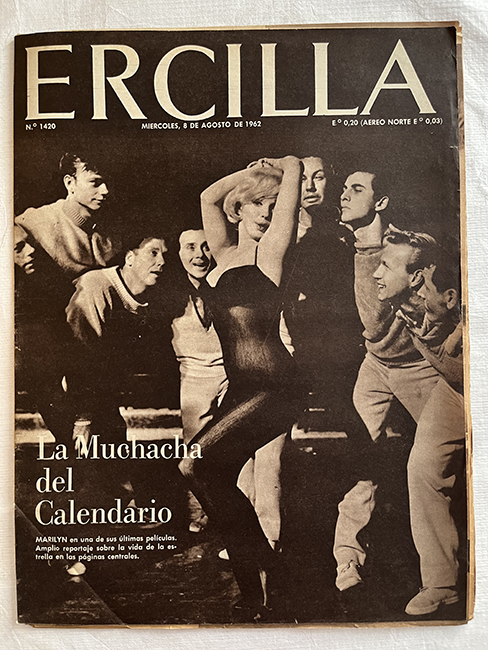 ERCILLA
N.º 1420 MIERCOLES, 8 DE AGOSTO DE 1962 Eº 0,20 (AEREO NORTE Eº 0,03)
La Muchacha
del
Calendario
MARILYN en una de sus últimas películas.
Amplio reportaje sobre la vida de la es-
trella en las páginas centrales.